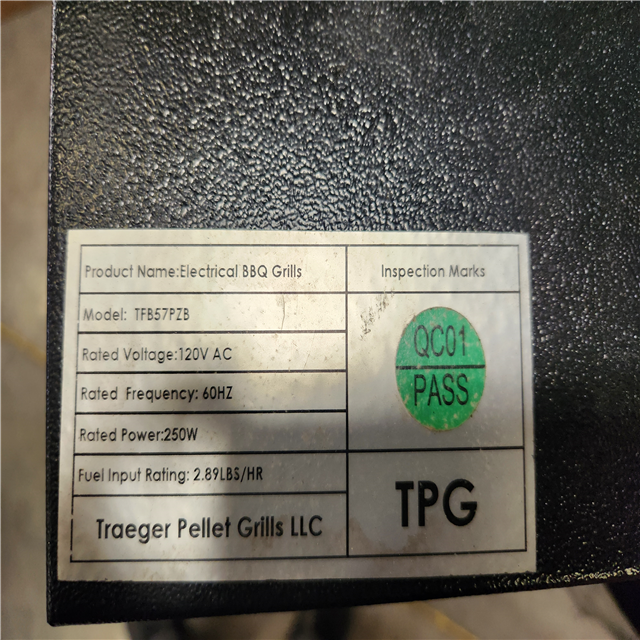 Product Name:Electrical BBQ Grills
Inspection Marks
Model: TFB57PZB
Rated Voltage:120V AC
Rated Frequency: 60HZ
Rated Power:250W
Fuel Input Rating: 2.89LBS/HR
Traeger Pellet Grills LLC
QC01
PASS
TPG